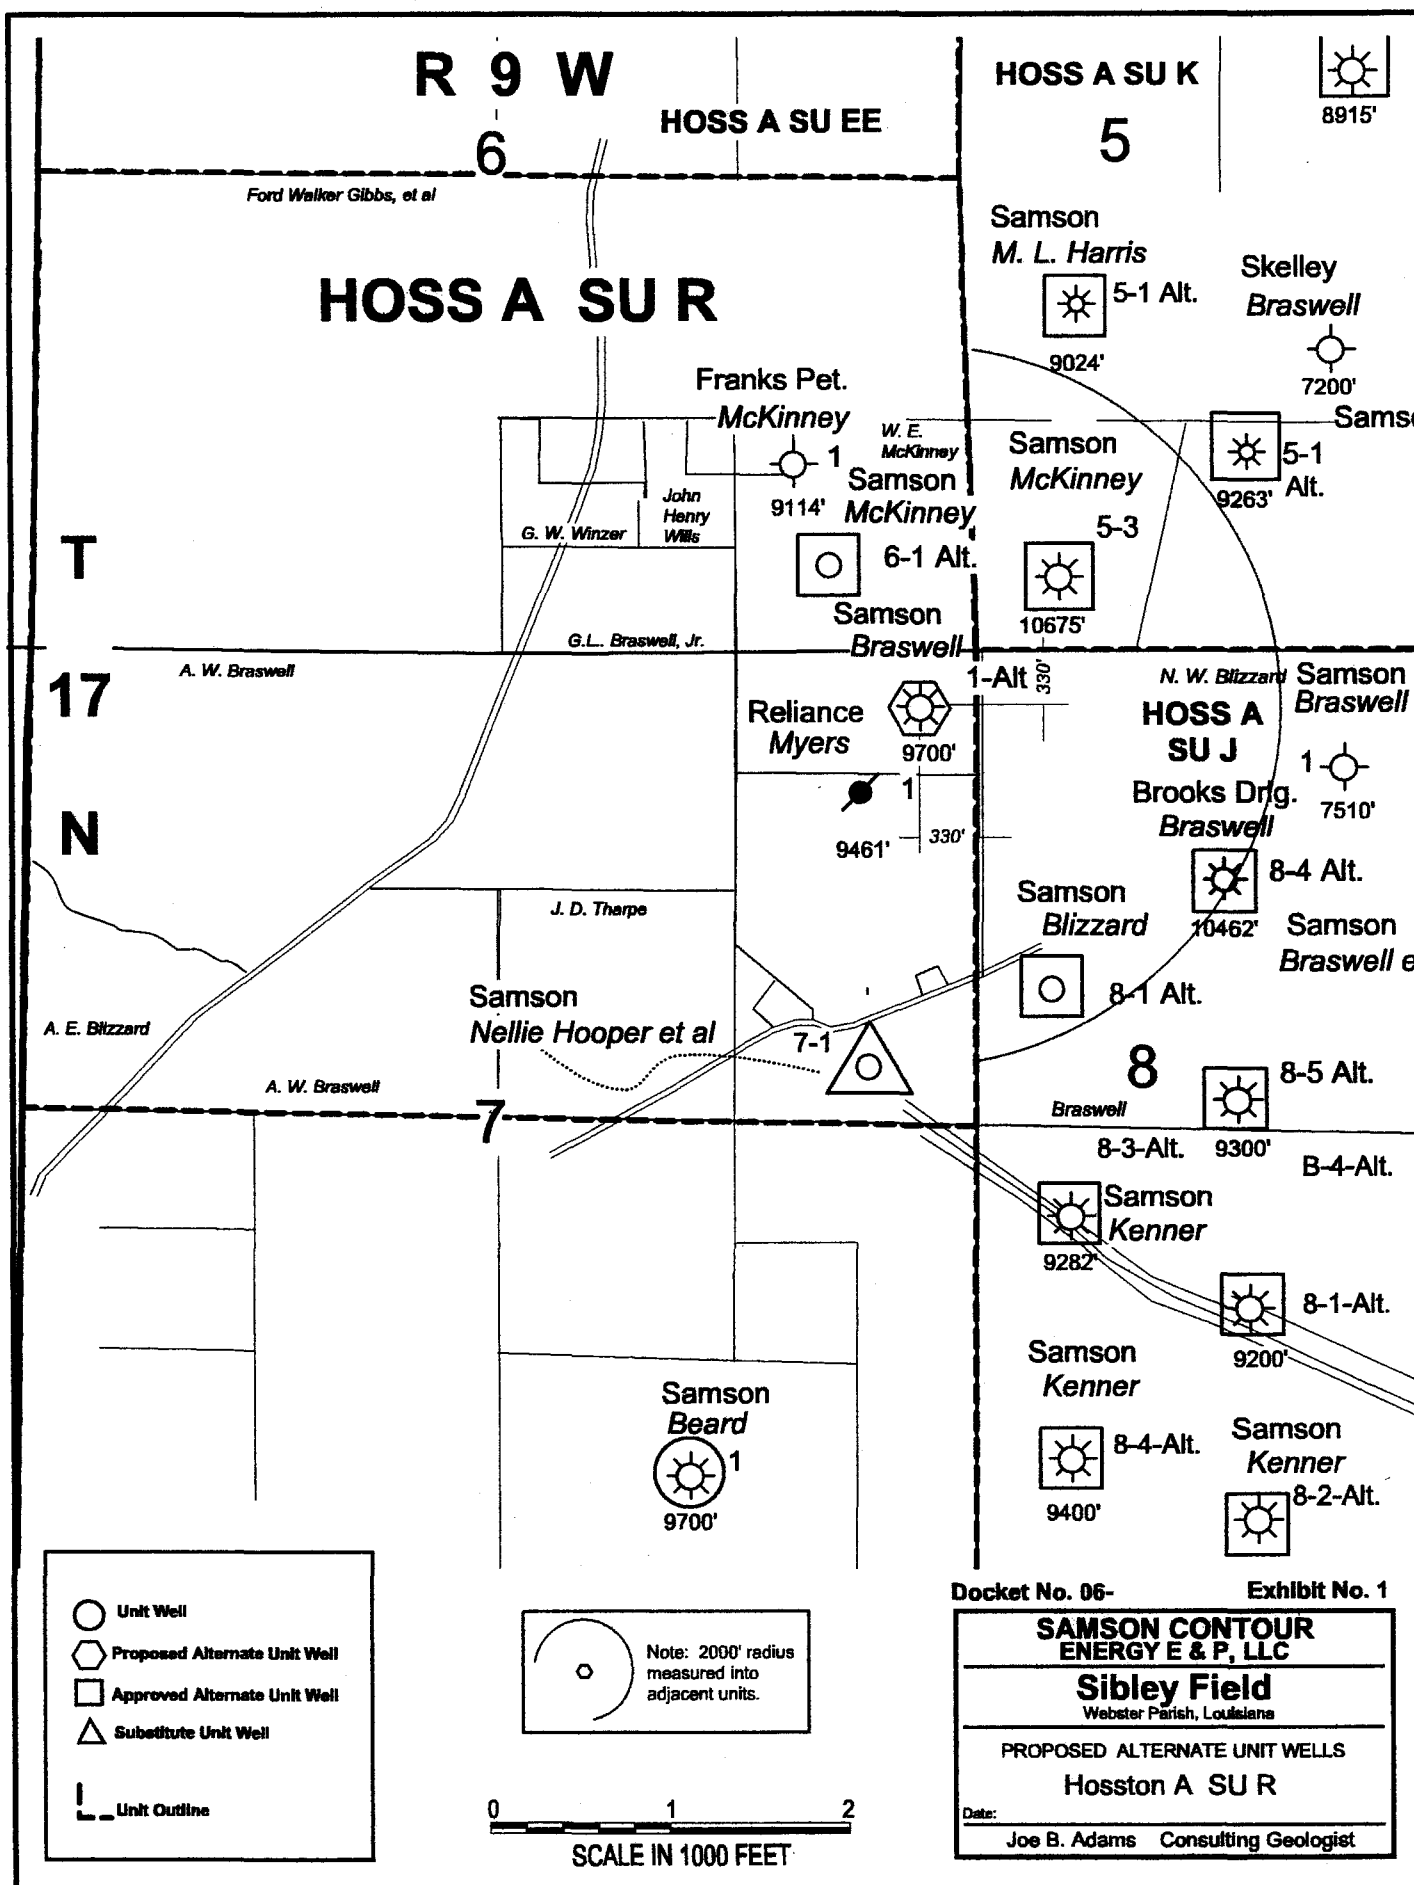 R 9 W
HOSS A SU EE
HOSS A SU K
8915'
6
5
Ford Walker Gibbs, et al
Samson
M. L. Harris
5-1 Alt.
9024'
Skelley
Braswell
7200'
HOSS A SU R
Franks Pet.
McKinney
1
9114'
W. E.
McKinney
Samson
McKinney
6-1 Alt.
Samson
McKinney
5-3
10675'
5-1
Alt.
9263'
John
Henry
Wills
G. W. Winzer
T
17
N
G.L. Braswell, Jr.
A. W. Braswell
Samson
Braswell
1-Alt
330'
9700'
N. W. Blizzard
Samson
Braswell
1
7510'
HOSS A
SU J
Reliance
Myers
1
9461'
330'
Brooks Drlg.
Braswell
8-4 Alt.
10462'
J. D. Tharpe
Samson
Blizzard
8-1 Alt.
Samson
Braswell e
Samson
Nellie Hooper et al
7-1
A. E. Blizzard
A. W. Braswell
7
8
8-5 Alt.
9300'
Braswell
8-3-Alt.
B-4-Alt.
Samson
Kenner
9282'
8-1-Alt.
9200'
Samson
Kenner
8-4-Alt.
9400'
Samson
Kenner
8-2-Alt.
Samson
Beard
1
9700'
Unit Well
Proposed Alternate Unit Well
Approved Alternate Unit Well
Substitute Unit Well
Unit Outline
Note: 2000' radius
measured into
adjacent units.
0 1 2
SCALE IN 1000 FEET
Docket No. 06- Exhibit No. 1
SAMSON CONTOUR
ENERGY E & P, LLC
Sibley Field
Webster Parish, Louisiana
PROPOSED ALTERNATE UNIT WELLS
Hosston A SU R
Date:
Joe B. Adams Consulting Geologist